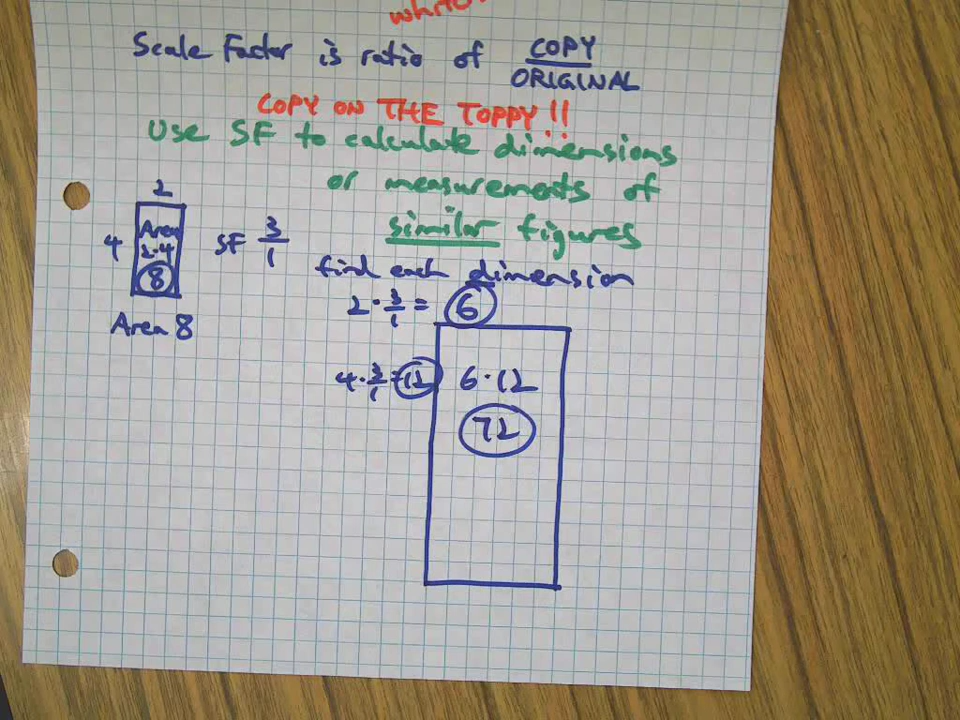 Scale Factor is ratio of COPY
ORIGINAL
COPY ON THE TOPPY !!
Use SF to calculate dimensions
or measurements of
similar figures
2
4
Area
2·4
8
Area 8
SF 3/1
find each dimension
2 · 3/1 = 6
4 · 3/1 = 12
6 · 12
72